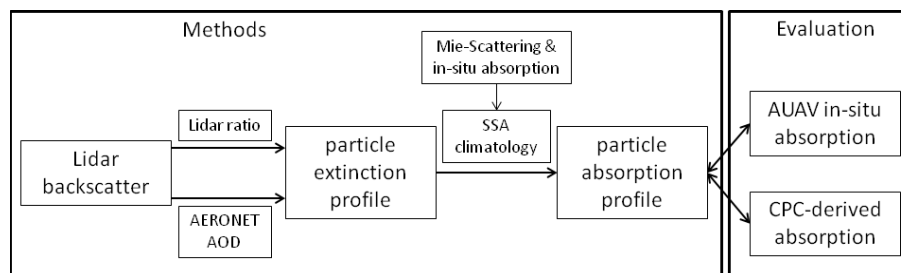 Methods
Evaluation
Mie-Scattering &
in-situ absorption
Lidar ratio
SSA
climatology
Lidar
backscatter
particle
extinction
profile
particle
absorption
profile
AERONET
AOD
AUAV in-situ
absorption
CPC-derived
absorption